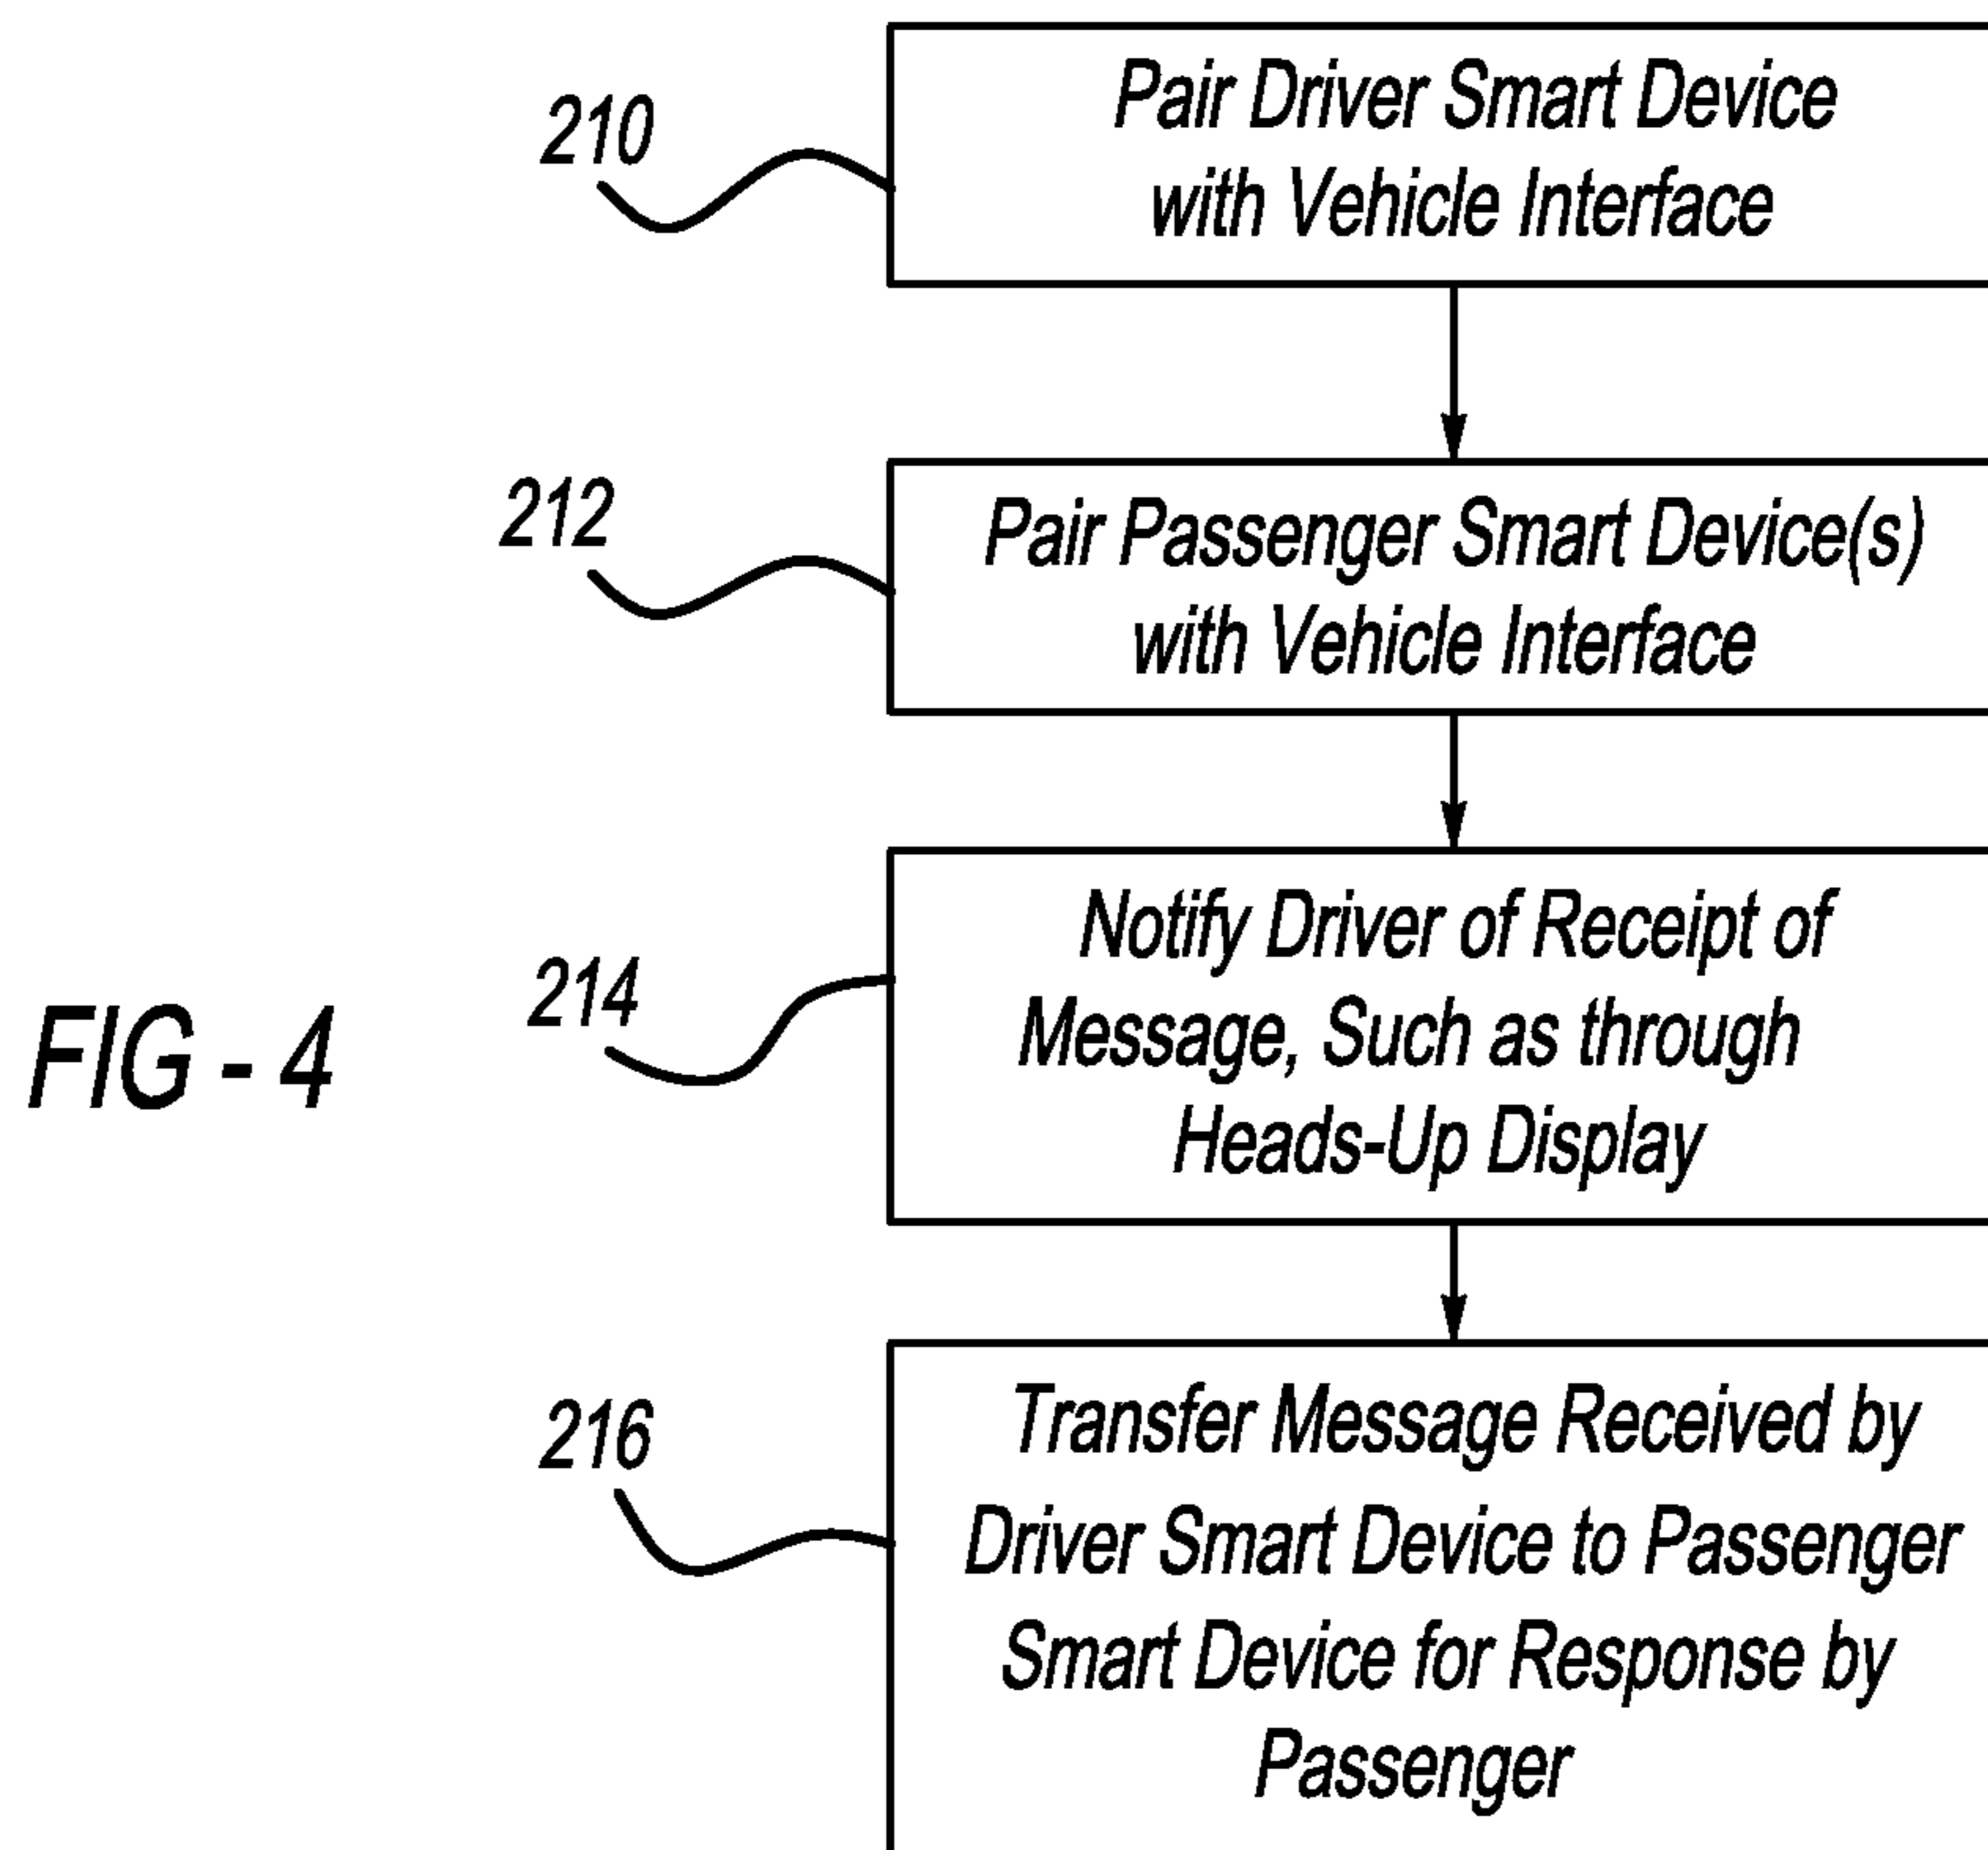 210
Pair Driver Smart Device
with Vehicle Interface
212
Pair Passenger Smart Device(s)
with Vehicle Interface
FIG - 4
214
Notify Driver of Receipt of
Message, Such as through
Heads-Up Display
216
Transfer Message Received by
Driver Smart Device to Passenger
Smart Device for Response by
Passenger